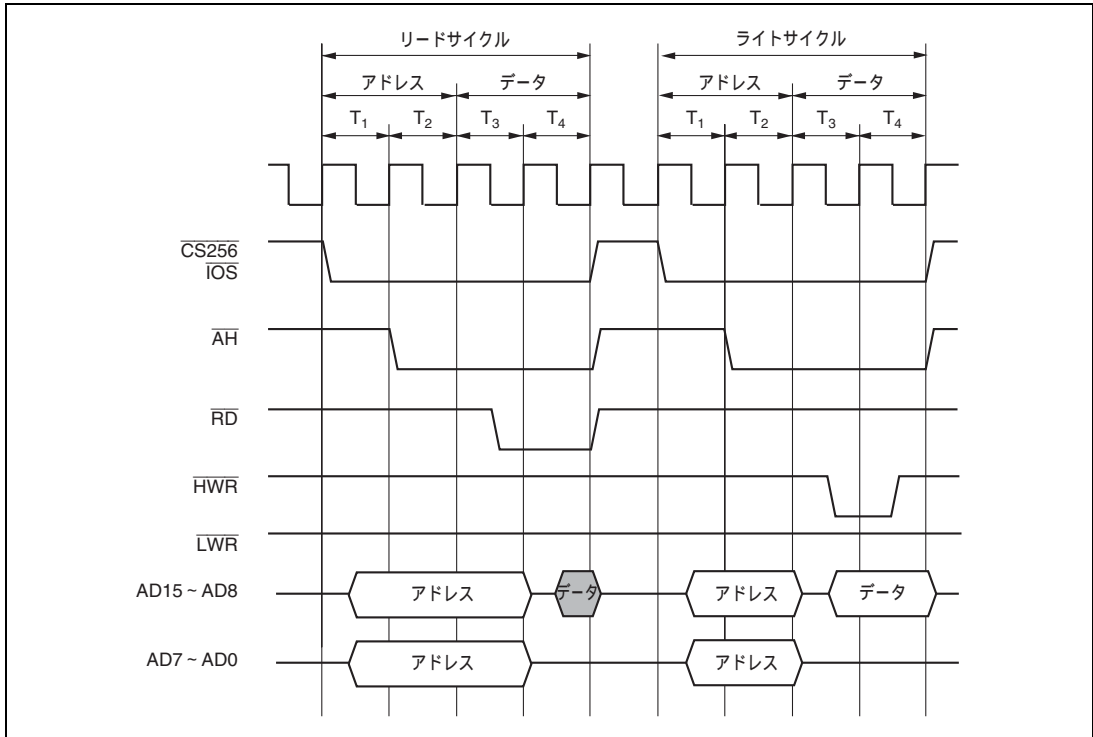 リードサイクル ライトサイクル
アドレス データ アドレス データ
T1 T2 T3 T4 T1 T2 T3 T4
CS256
IOS
AH
RD
HWR
LWR
AD15 ~ AD8 アドレス データ アドレス データ
AD7 ~ AD0 アドレス アドレス